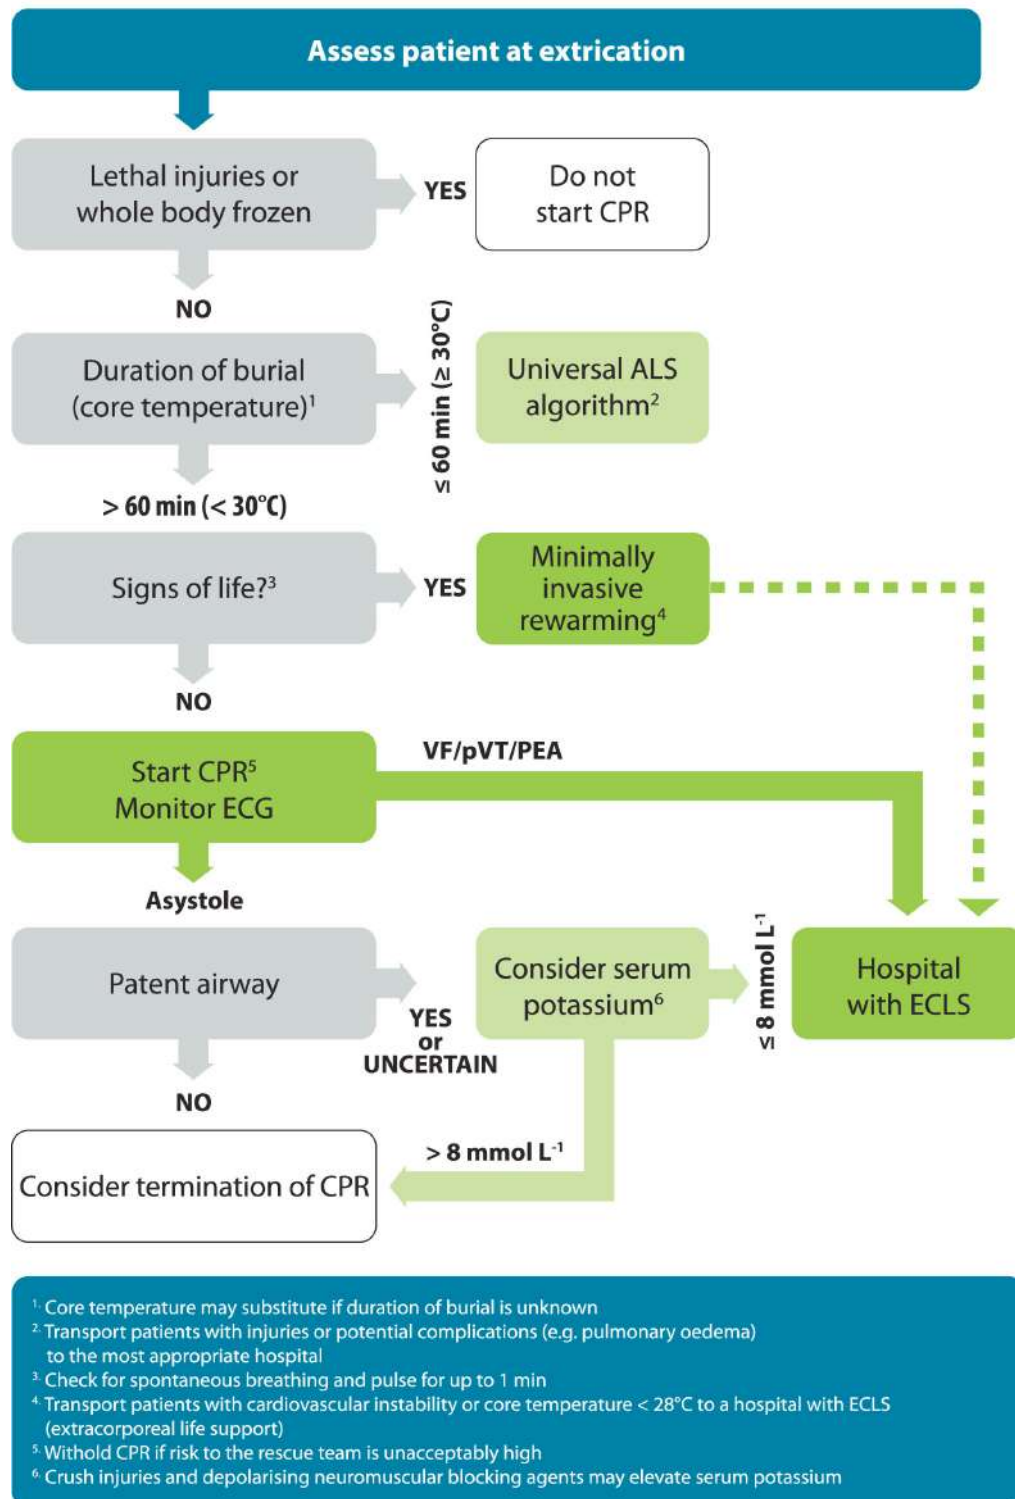 Assess patient at extrication
Lethal injuries or
whole body frozen
YES
Do not
start CPR
NO
Duration of burial
(core temperature)¹
≤ 60 min (≥ 30°C)
Universal ALS
algorithm²
> 60 min (< 30°C)
Signs of life?³
YES
Minimally
invasive
rewarming⁴
NO
Start CPR⁵
Monitor ECG
VF/pVT/PEA
Asystole
Patent airway
YES
or
UNCERTAIN
Consider serum
potassium⁶
≤ 8 mmol L⁻¹
Hospital
with ECLS
NO
> 8 mmol L⁻¹
Consider termination of CPR
¹· Core temperature may substitute if duration of burial is unknown
²· Transport patients with injuries or potential complications (e.g. pulmonary oedema)
to the most appropriate hospital
³· Check for spontaneous breathing and pulse for up to 1 min
⁴· Transport patients with cardiovascular instability or core temperature < 28°C to a hospital with ECLS
(extracorporeal life support)
⁵· Withold CPR if risk to the rescue team is unacceptably high
⁶· Crush injuries and depolarising neuromuscular blocking agents may elevate serum potassium